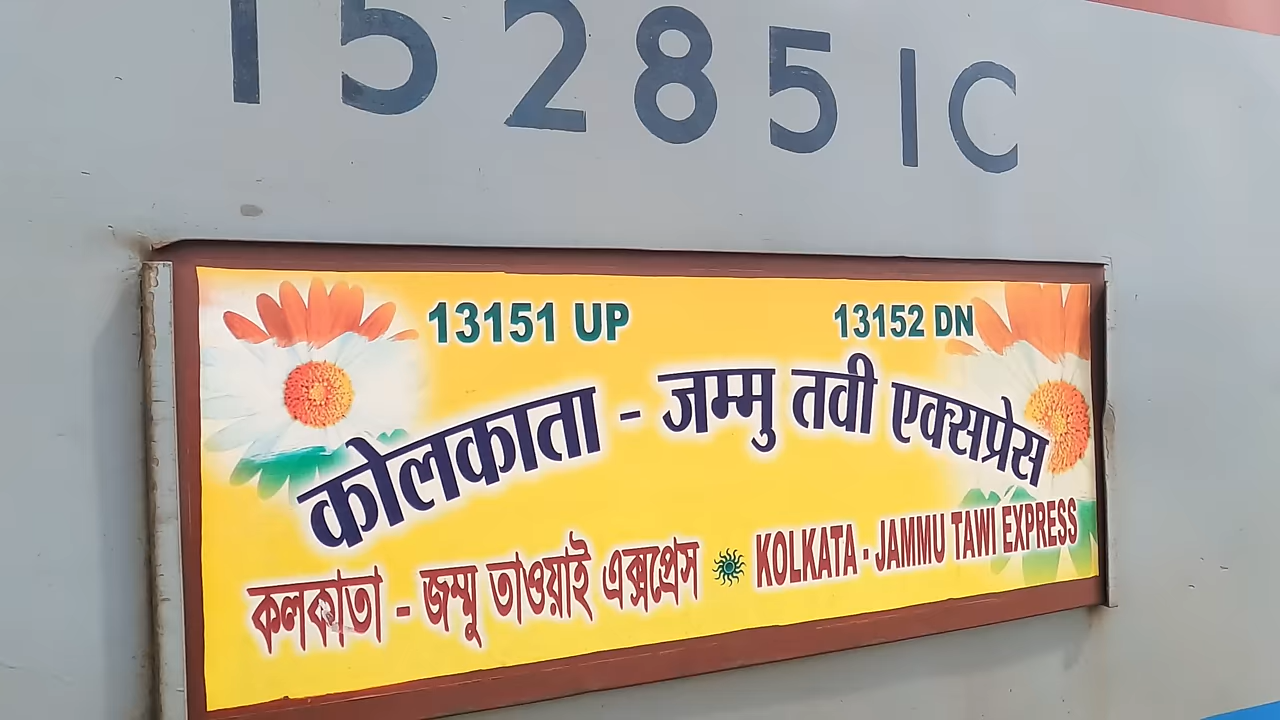 15285 1C
13151 UP 13152 DN
कोलकाता - जम्मु तवी एक्सप्रेस
কলকাতা - জম্মু তাওয়াই এক্সপ্রেস KOLKATA - JAMMU TAWI EXPRESS